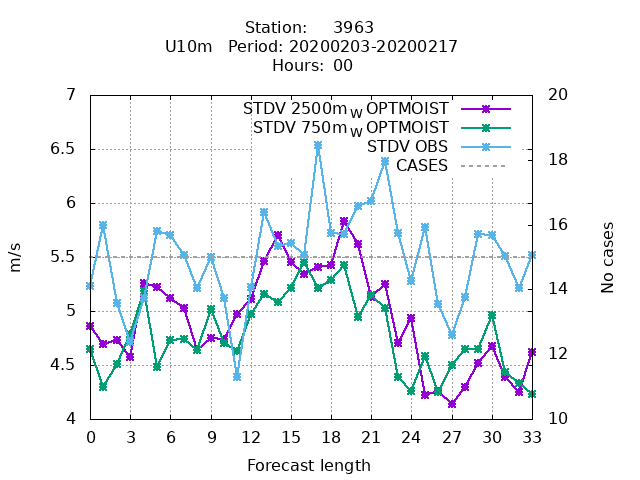 Station:     3963
U10m   Period: 20200203-20200217
Hours:  00
7
6.5
6
5.5
5
4.5
4
m/s
STDV 2500m_W OPTMOIST
STDV 750m_W OPTMOIST
STDV OBS
CASES
20
18
16
14
12
10
No cases
0 3 6 9 12 15 18 21 24 27 30 33
Forecast length